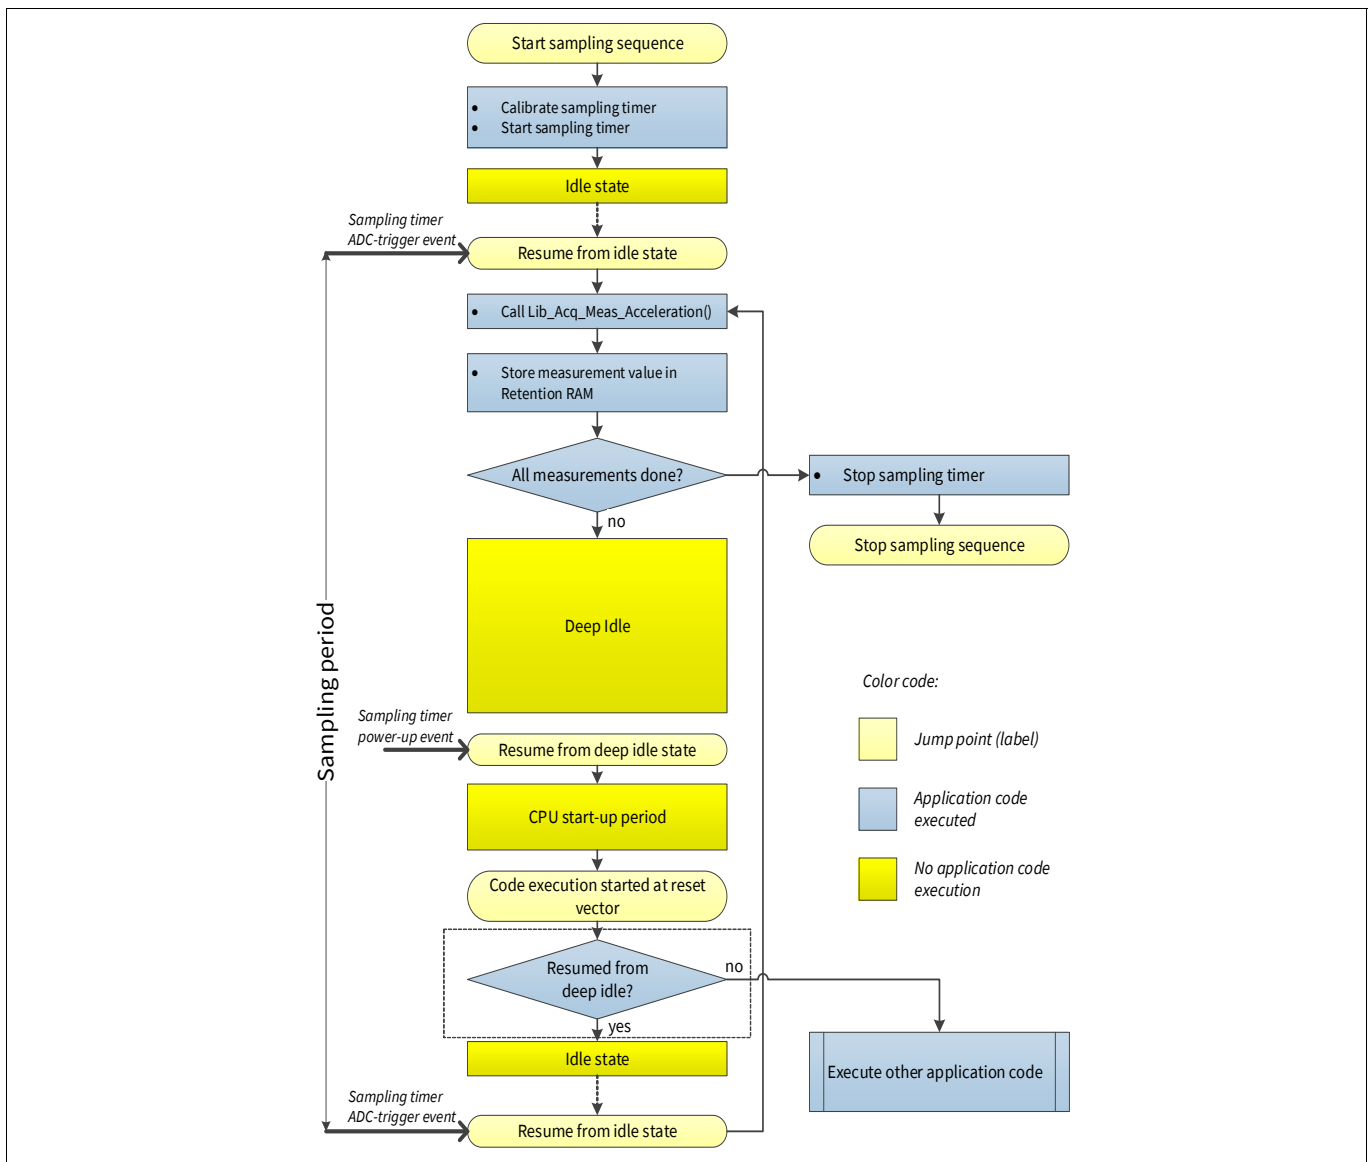 Start sampling sequence
• Calibrate sampling timer
• Start sampling timer
Idle state
Sampling timer
ADC-trigger event
Resume from idle state
• Call Lib_Acq_Meas_Acceleration()
• Store measurement value in
Retention RAM
All measurements done?
• Stop sampling timer
no
Stop sampling sequence
Deep Idle
Sampling period
Color code:
Sampling timer
power-up event
Resume from deep idle state
Jump point (label)
CPU start-up period
Application code
executed
No application code
execution
Code execution started at reset
vector
Resumed from
deep idle?
no
yes
Idle state
Execute other application code
Sampling timer
ADC-trigger event
Resume from idle state